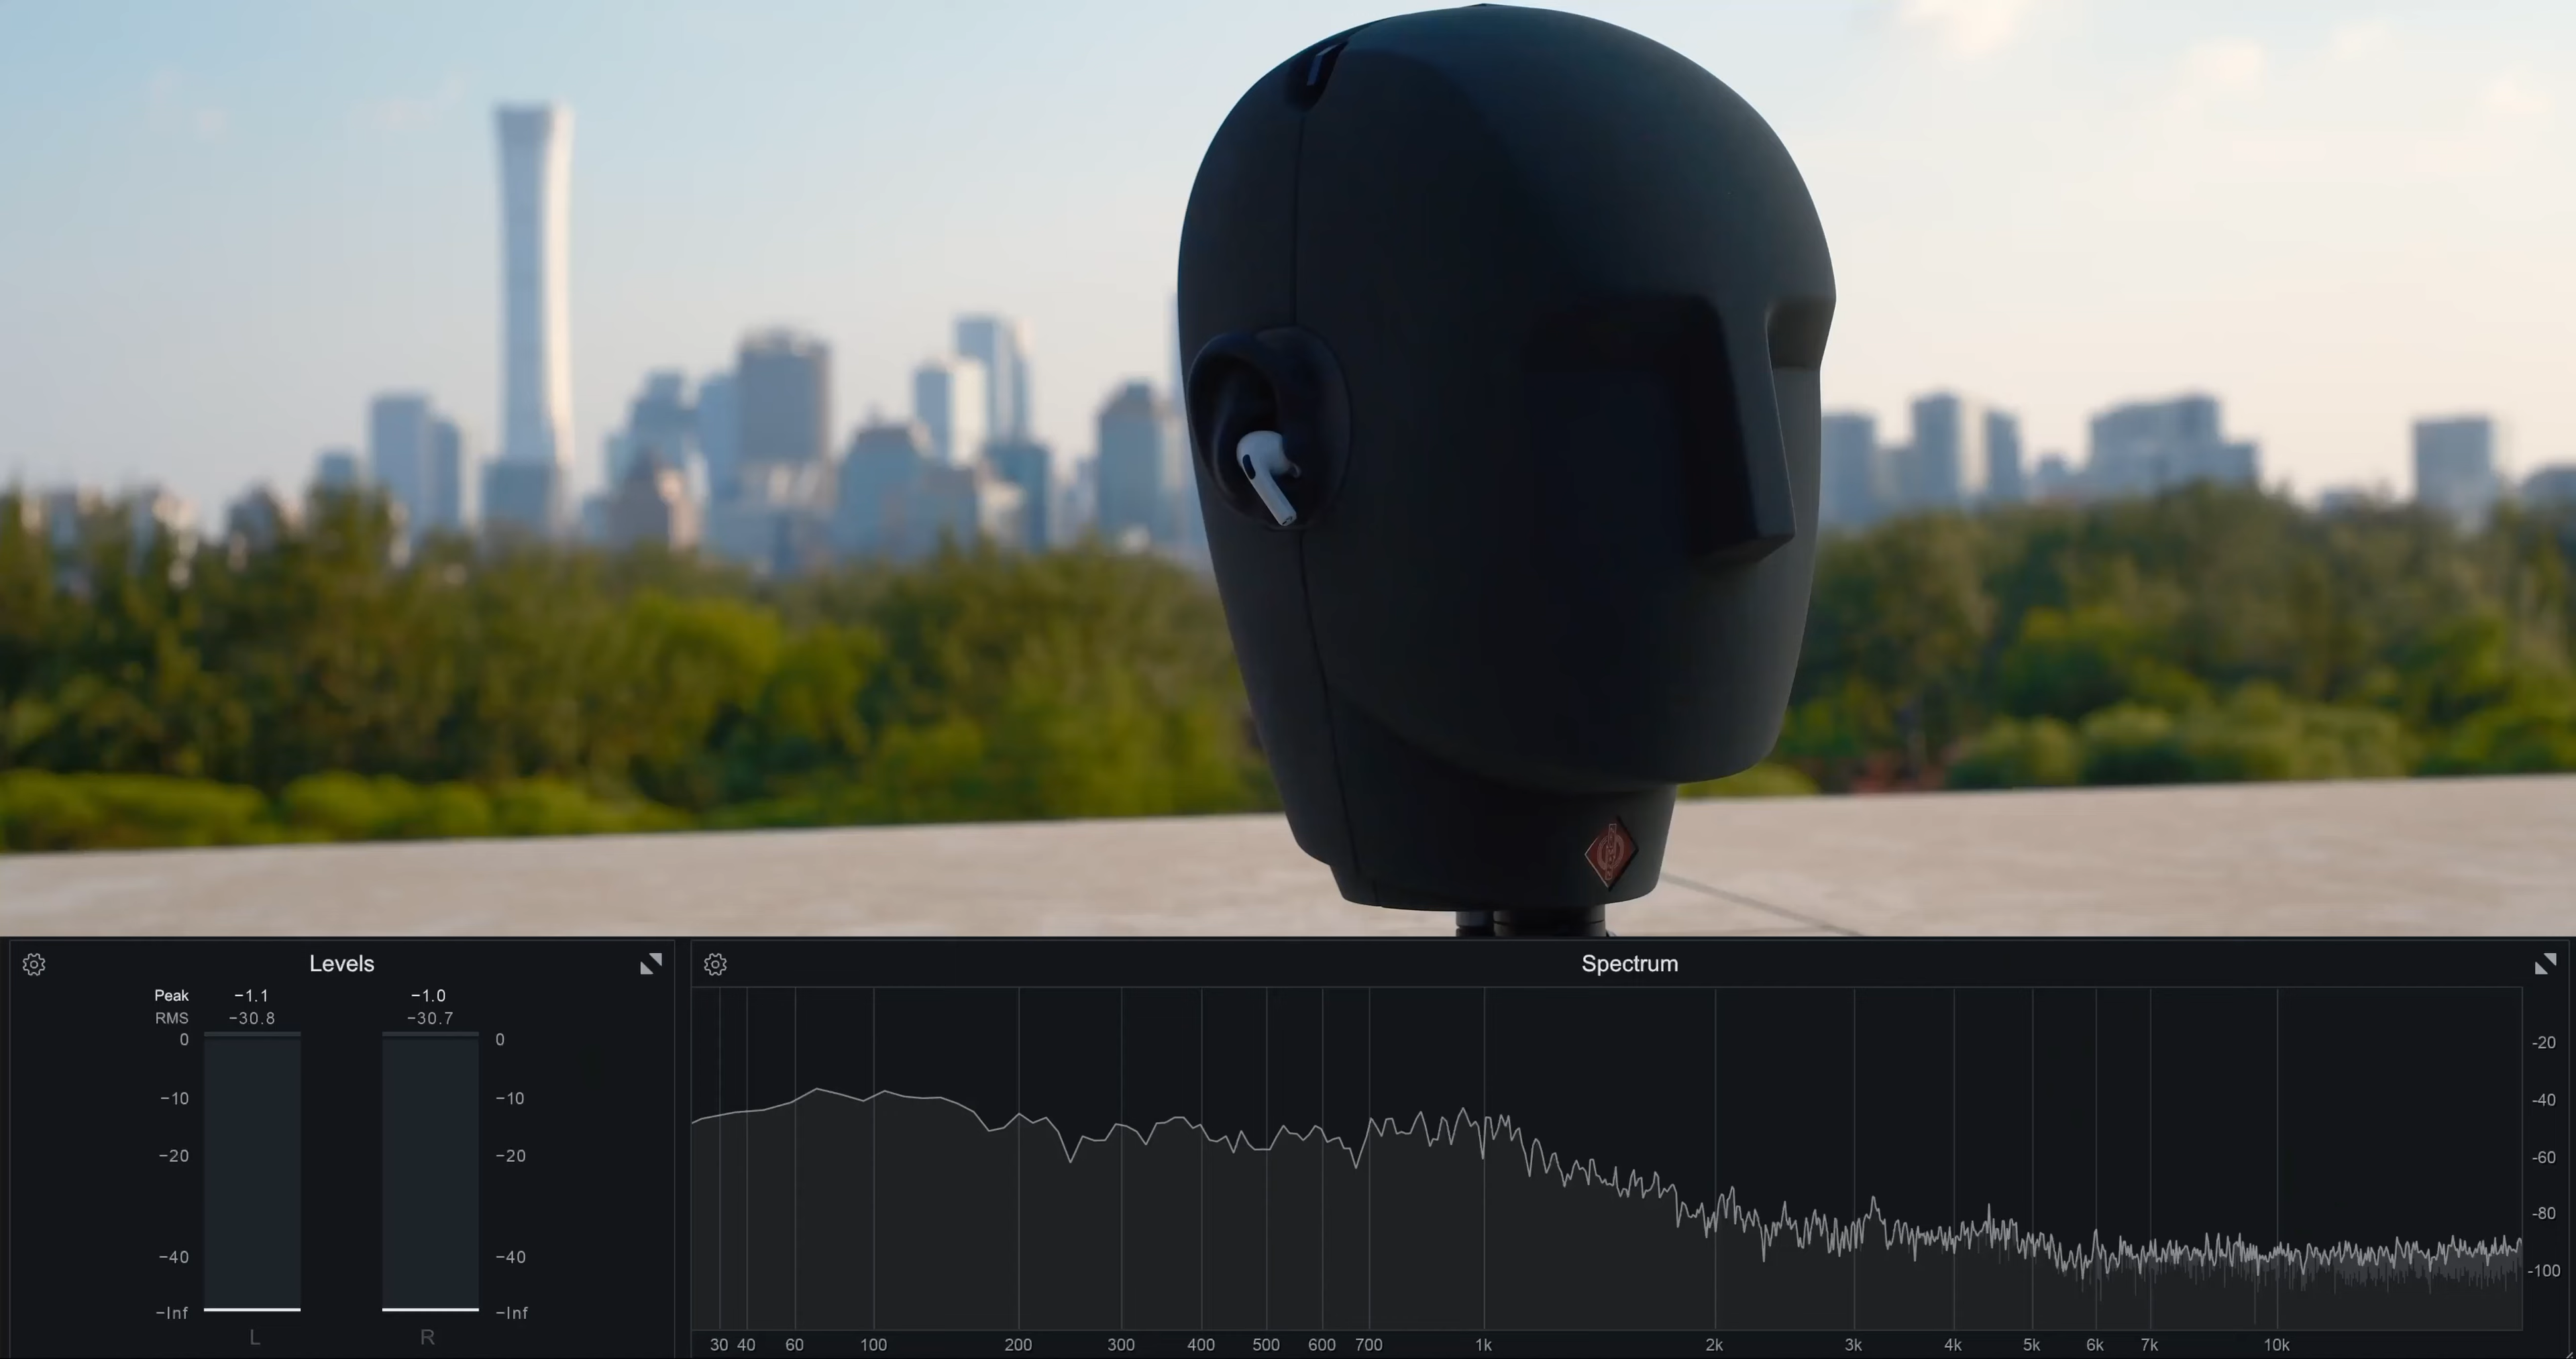 Levels
Peak −1.1 −1.0
RMS −30.8 −30.7
0 0
−10 −10
−20 −20
−40 −40
−Inf −Inf
L R
Spectrum
-20
-40
-60
-80
-100
30 40 60 100 200 300 400 500 600 700 1k 2k 3k 4k 5k 6k 7k 10k